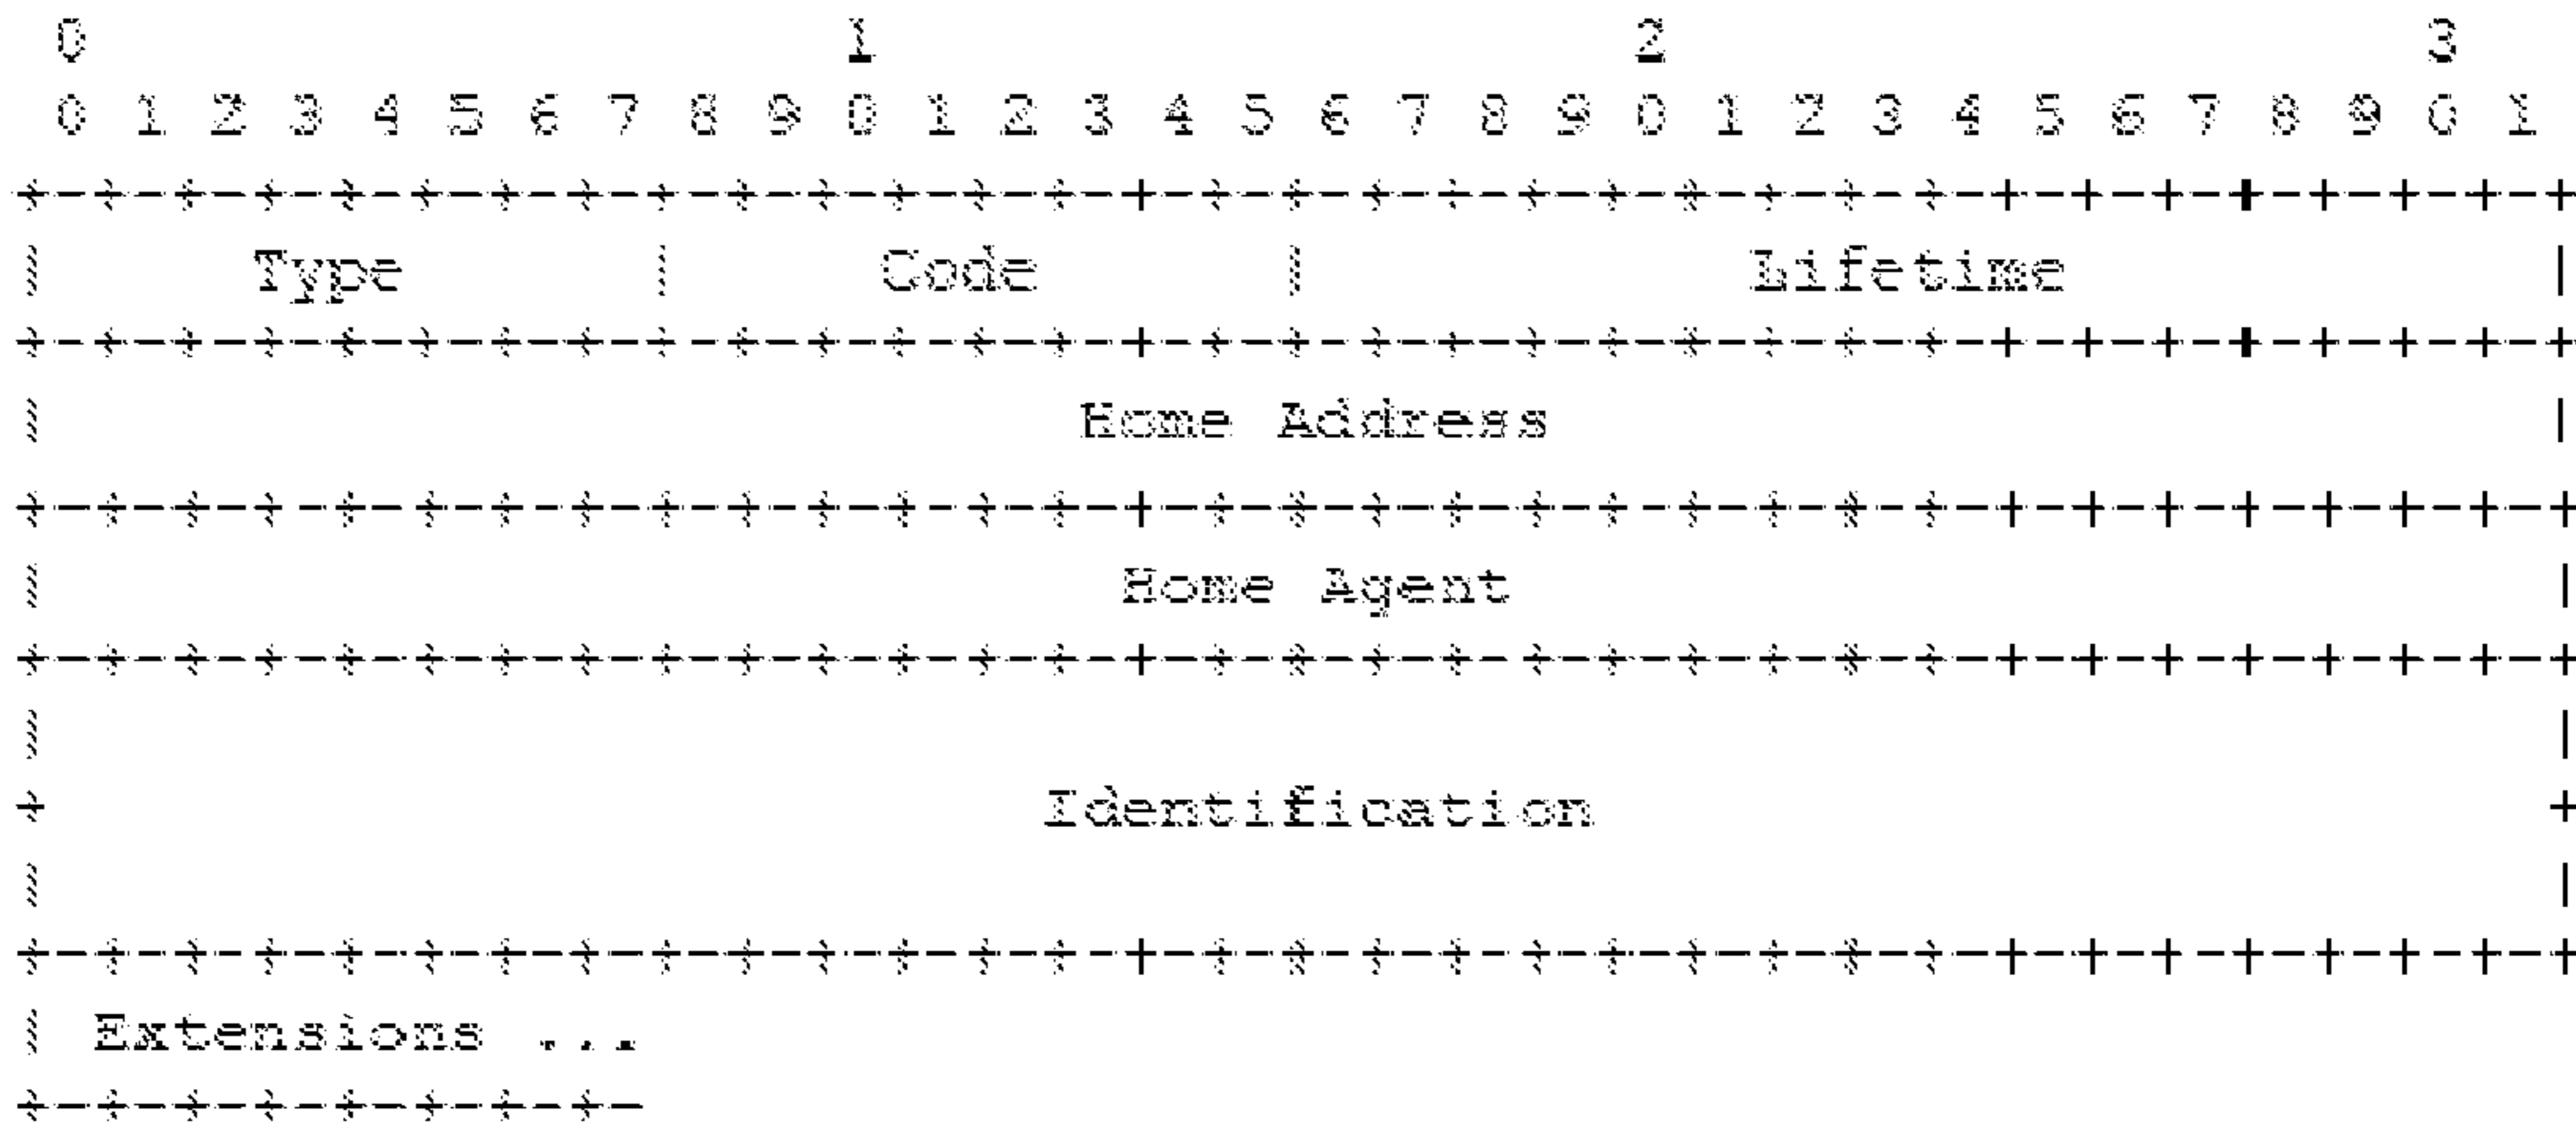 0                   1                   2                   3
0 1 2 3 4 5 6 7 8 9 0 1 2 3 4 5 6 7 8 9 0 1 2 3 4 5 6 7 8 9 0 1
+-+-+-+-+-+-+-+-+-+-+-+-+-+-+-+-+-+-+-+-+-+-+-+-+-+-+-+-+-+-+-+-+
|     Type      |     Code      |           Lifetime            |
+-+-+-+-+-+-+-+-+-+-+-+-+-+-+-+-+-+-+-+-+-+-+-+-+-+-+-+-+-+-+-+-+
|                          Home Address                         |
+-+-+-+-+-+-+-+-+-+-+-+-+-+-+-+-+-+-+-+-+-+-+-+-+-+-+-+-+-+-+-+-+
|                           Home Agent                          |
+-+-+-+-+-+-+-+-+-+-+-+-+-+-+-+-+-+-+-+-+-+-+-+-+-+-+-+-+-+-+-+-+
|                                                               |
+                         Identification                        +
|                                                               |
+-+-+-+-+-+-+-+-+-+-+-+-+-+-+-+-+-+-+-+-+-+-+-+-+-+-+-+-+-+-+-+-+
| Extensions ...
+-+-+-+-+-+-+-+-